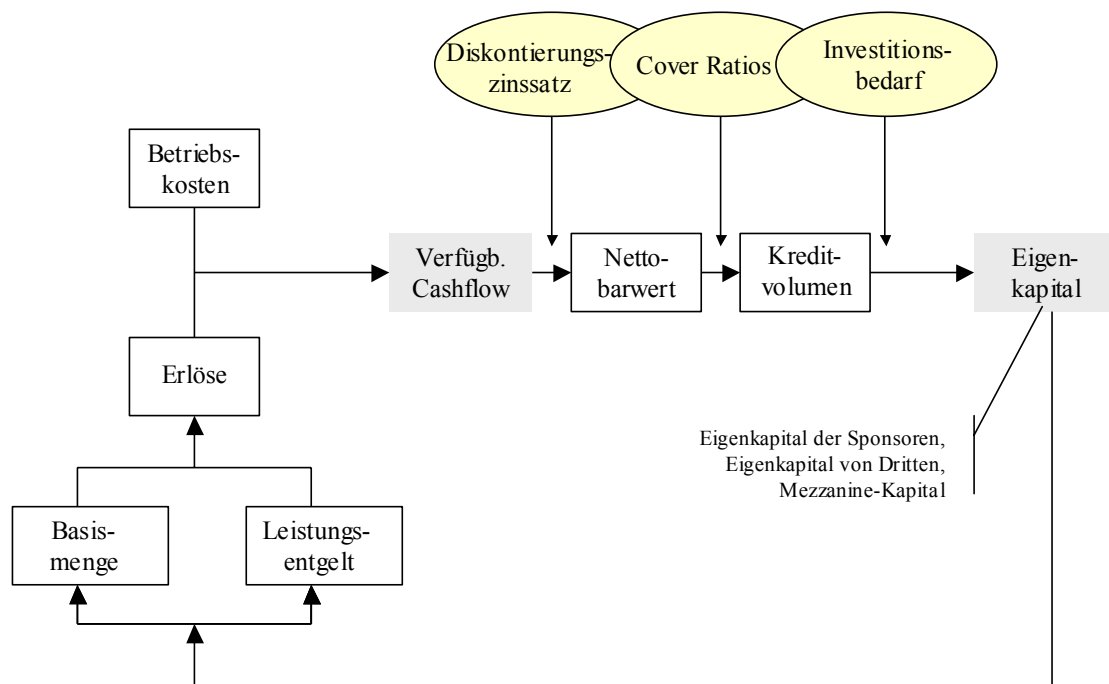 Diskontierungs-
zinssatz
Cover Ratios
Investitions-
bedarf
Betriebs-
kosten
Verfügb.
Cashflow
Netto-
barwert
Kredit-
volumen
Eigen-
kapital
Erlöse
Eigenkapital der Sponsoren,
Eigenkapital von Dritten,
Mezzanine-Kapital
Basis-
menge
Leistungs-
entgelt